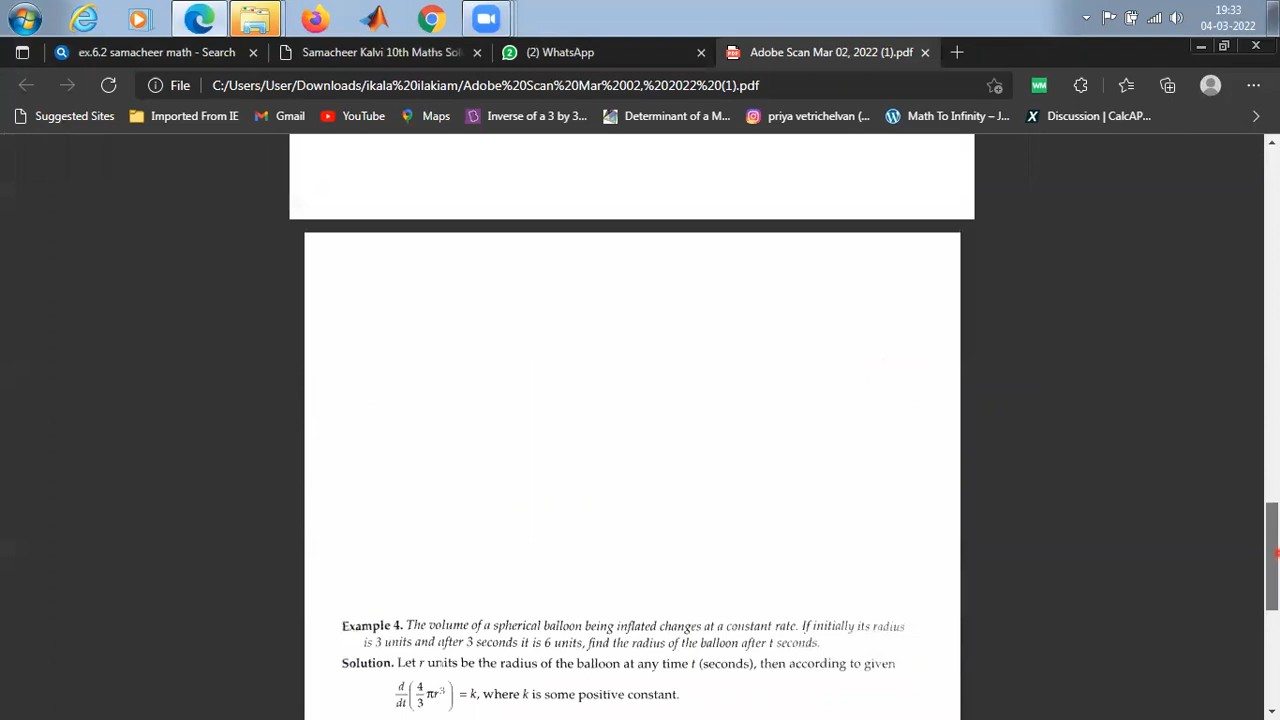 19:33
04-03-2022
ex.6.2 samacheer math - Search
Samacheer Kalvi 10th Maths Sol
(2) WhatsApp
Adobe Scan Mar 02, 2022 (1).pdf
File
C:/Users/User/Downloads/ikala%20ilakiam/Adobe%20Scan%20Mar%2002,%202022%20(1).pdf
Suggested Sites
Imported From IE
Gmail
YouTube
Maps
Inverse of a 3 by 3...
Determinant of a M...
priya vetrichelvan (...
Math To Infinity – J...
Discussion | CalcAP...
Example 4. The volume of a spherical balloon being inflated changes at a constant rate. If initially its radius
is 3 units and after 3 seconds it is 6 units, find the radius of the balloon after t seconds.
Solution. Let r units be the radius of the balloon at any time t (seconds), then according to given
d/dt (4/3 πr³) = k, where k is some positive constant.